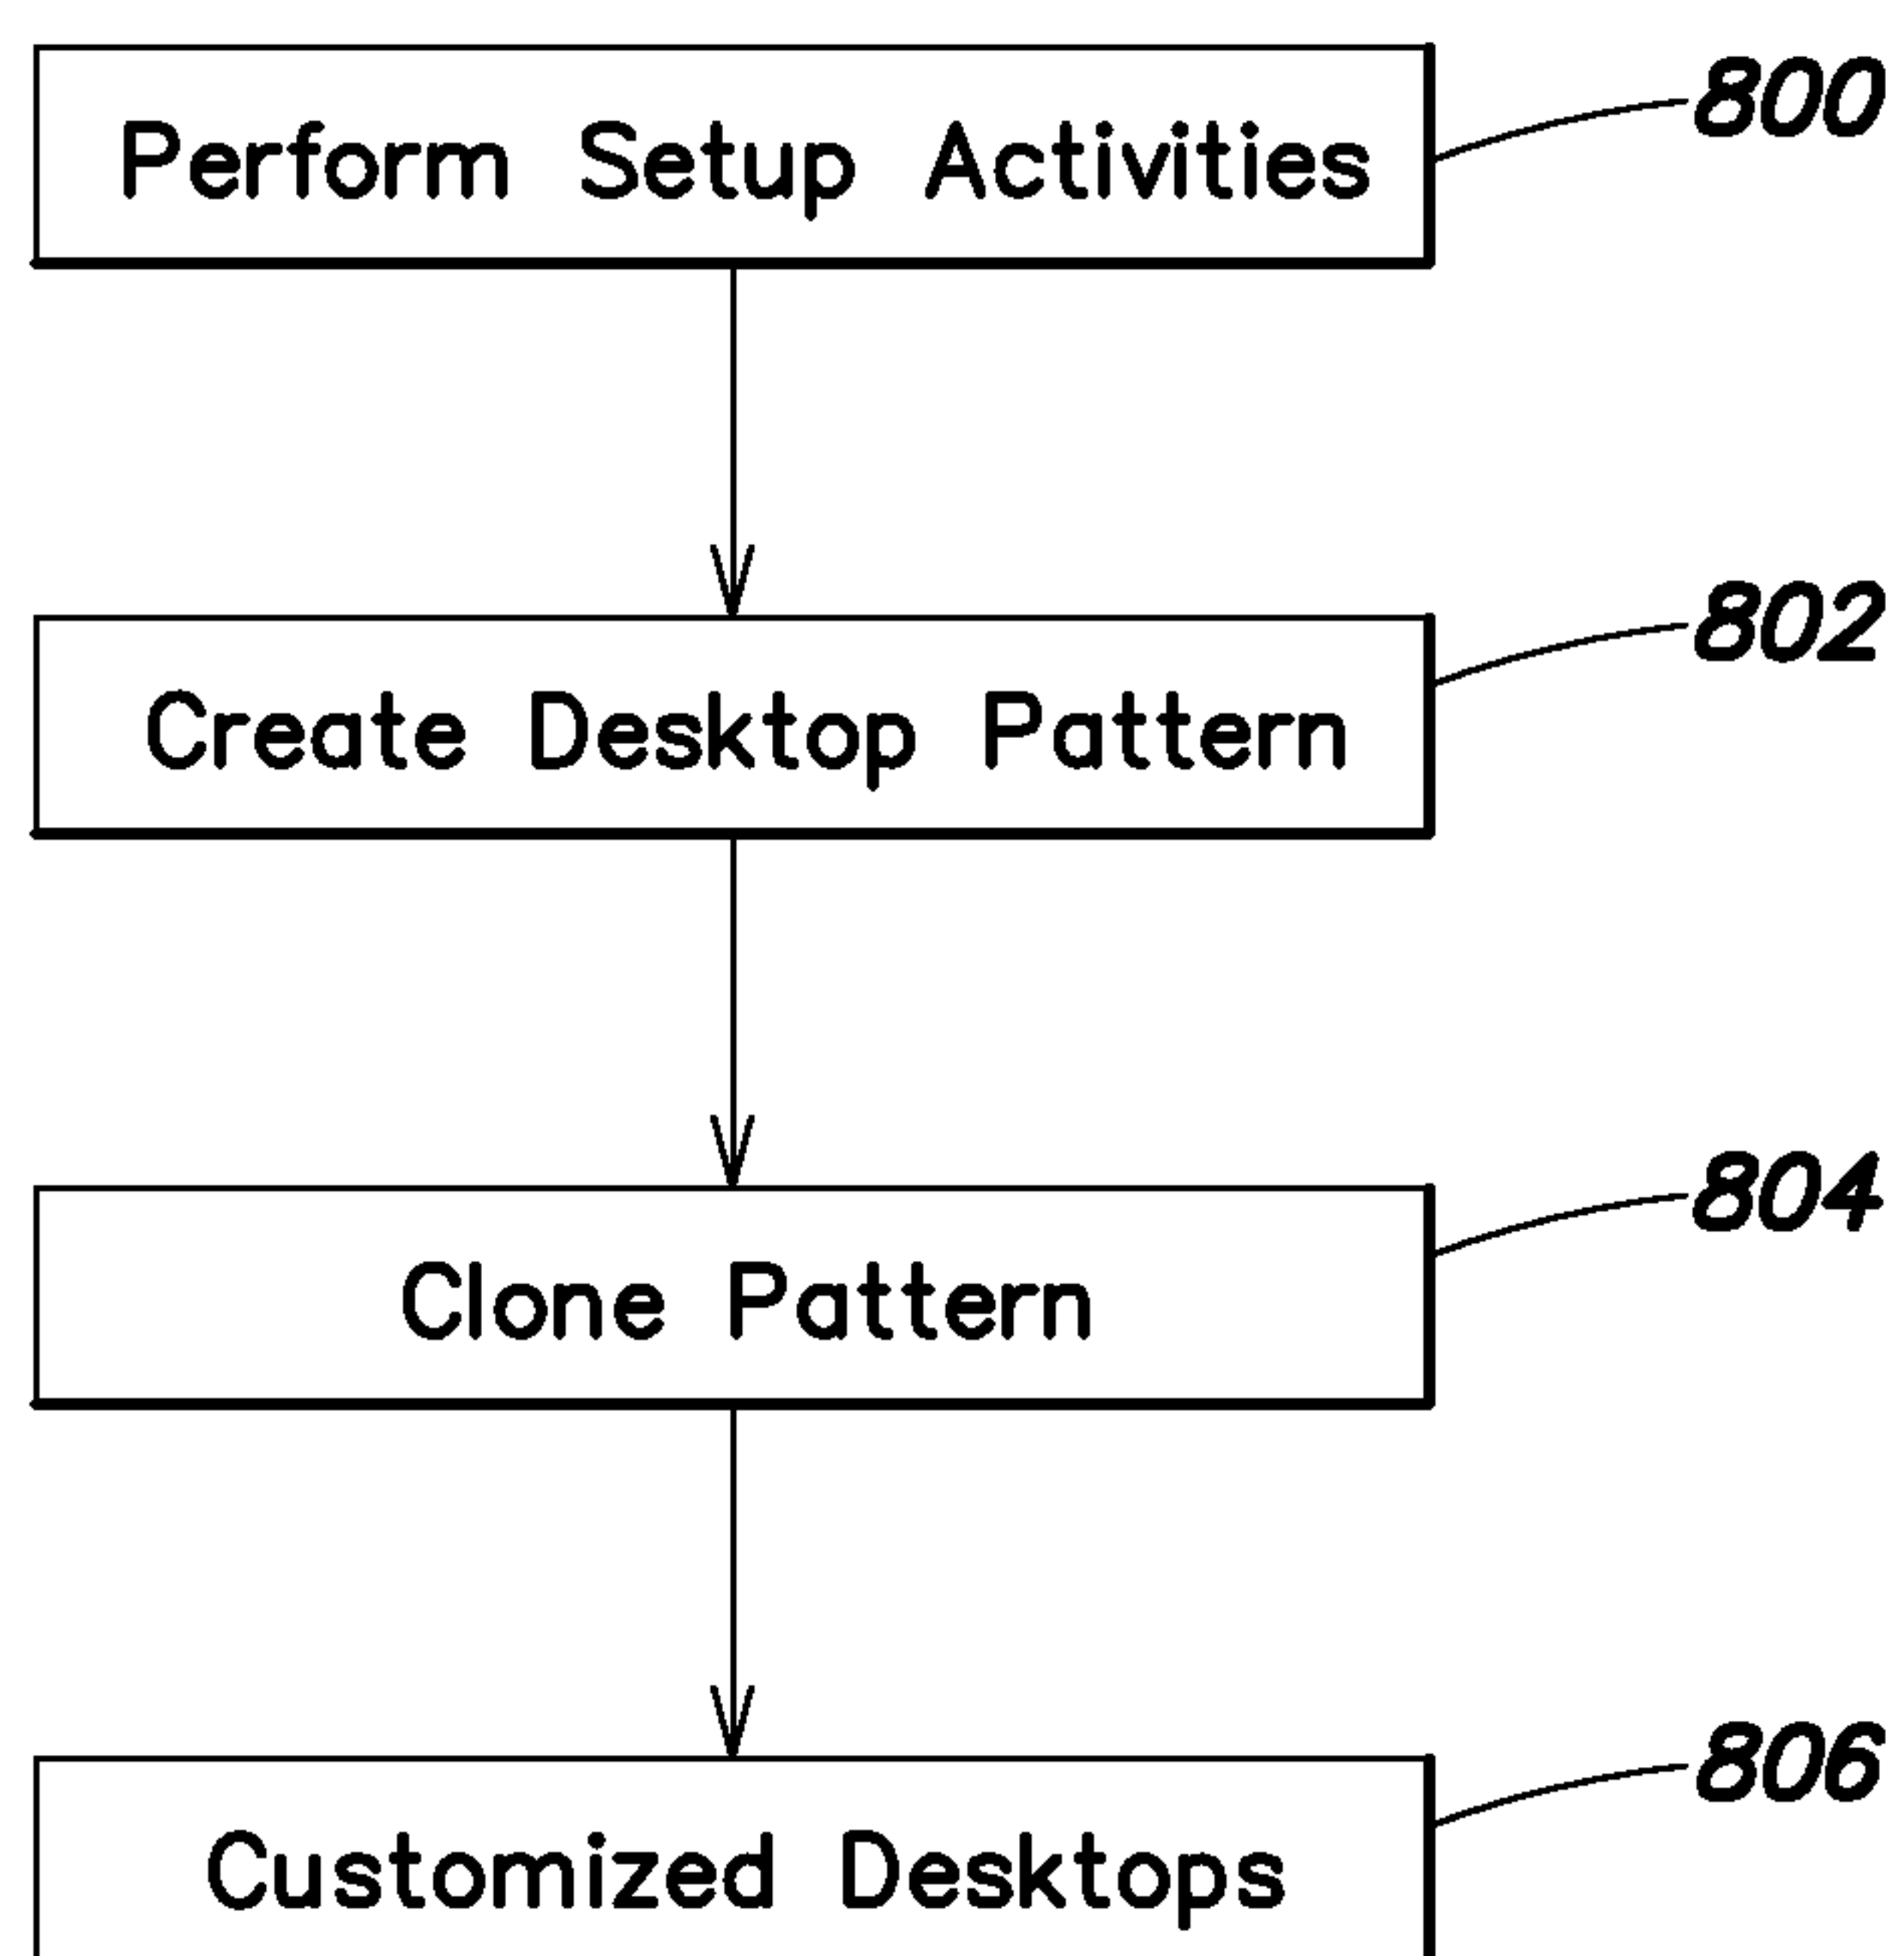 Perform Setup Activities
800
Create Desktop Pattern
802
Clone Pattern
804
Customized Desktops
806